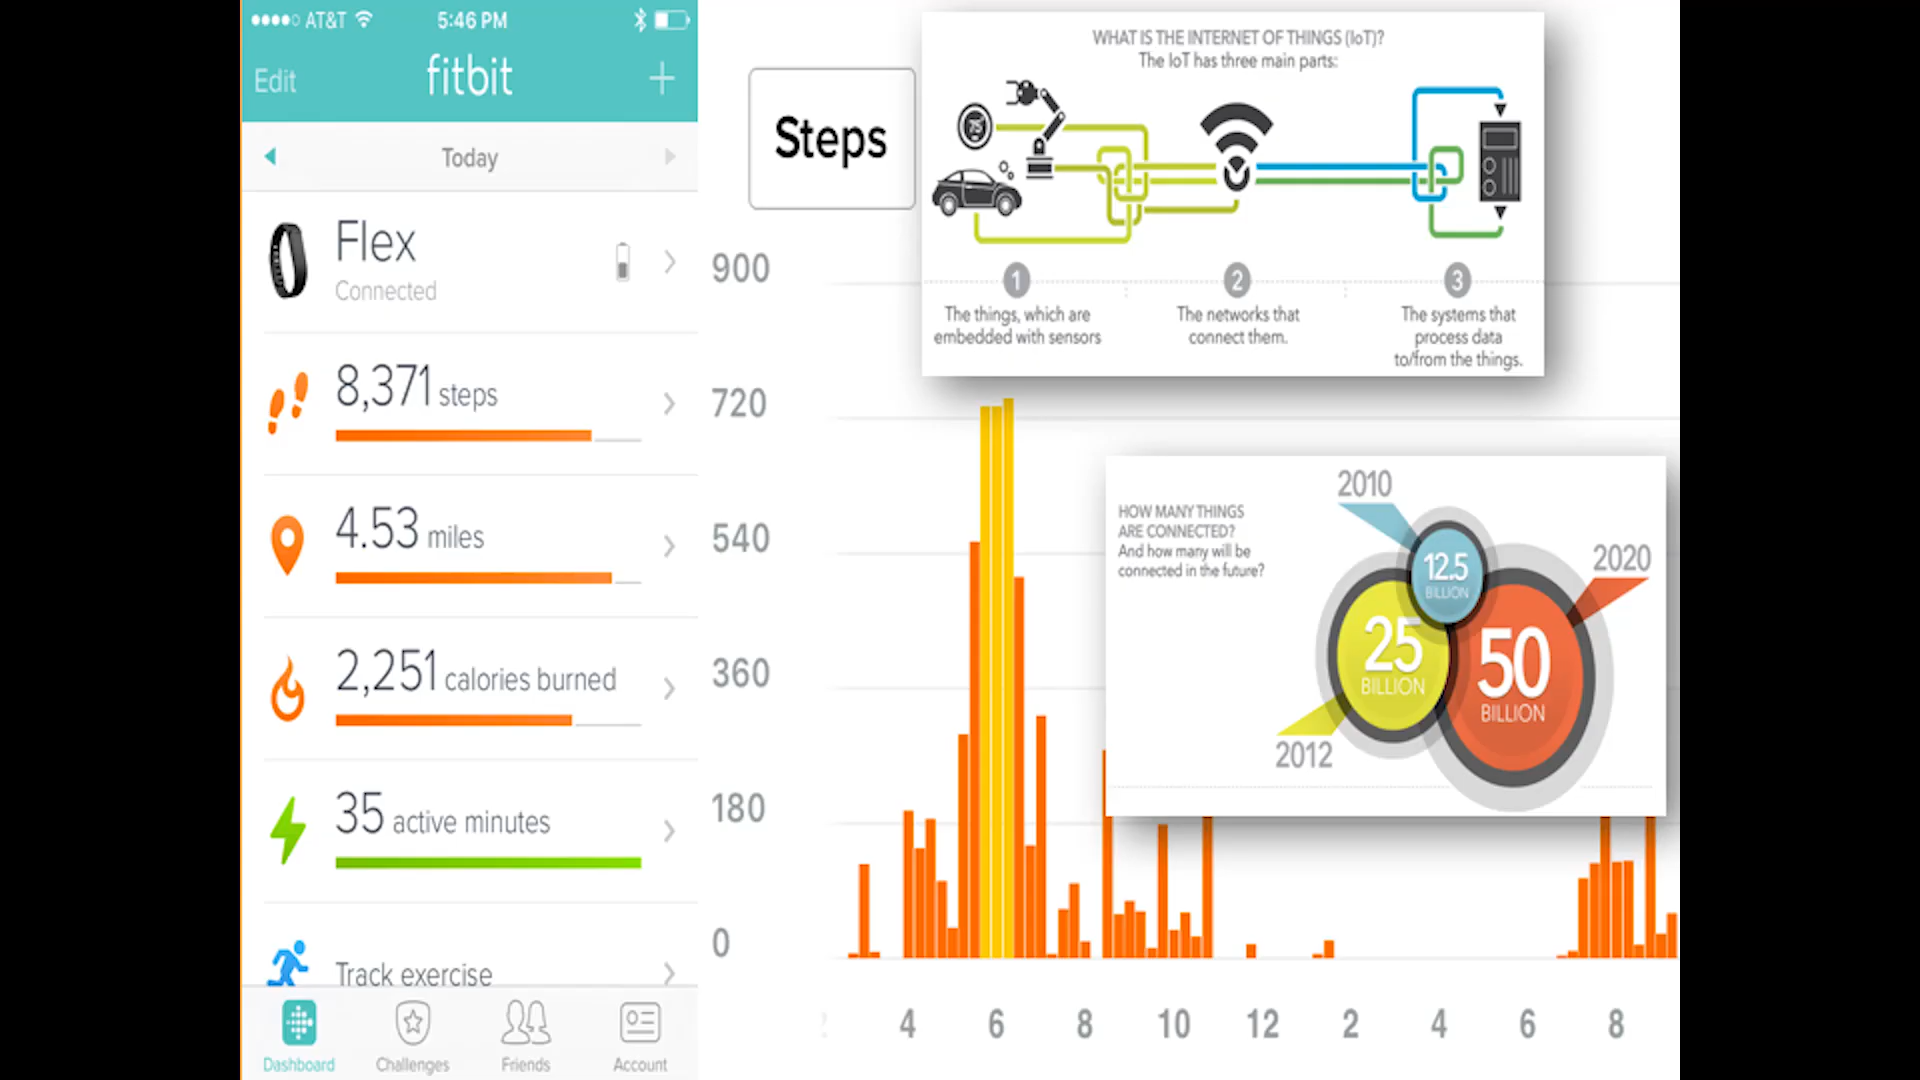 AT&T
5:46 PM
Edit
fitbit
Today
Flex
Connected
8,371 steps
4.53 miles
2,251 calories burned
35 active minutes
Track exercise
Dashboard
Challenges
Friends
Account
Steps
900
720
540
360
180
0
4 6 8 10 12 2 4 6 8
WHAT IS THE INTERNET OF THINGS (IoT)?
The IoT has three main parts:
75
1
The things, which are
embedded with sensors
2
The networks that
connect them.
3
The systems that
process data
to/from the things.
HOW MANY THINGS
ARE CONNECTED?
And how many will be
connected in the future?
2010
12.5
BILLION
2020
50
BILLION
25
BILLION
2012